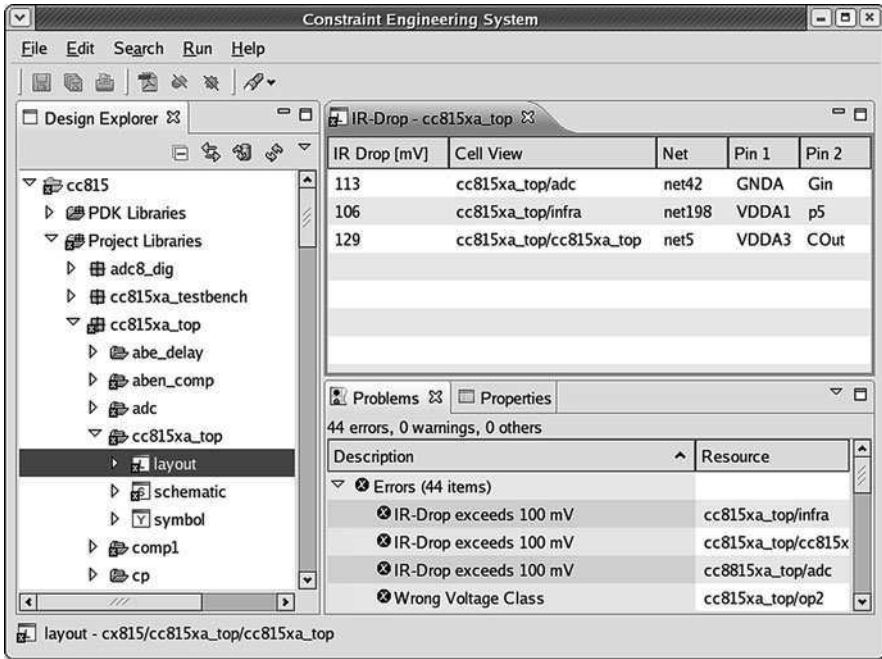 Constraint Engineering System
File Edit Search Run Help
Design Explorer
cc815
PDK Libraries
Project Libraries
adc8_dig
cc815xa_testbench
cc815xa_top
abe_delay
aben_comp
adc
cc815xa_top
layout
schematic
symbol
comp1
cp
IR-Drop - cc815xa_top
IR Drop [mV] Cell View Net Pin 1 Pin 2
113 cc815xa_top/adc net42 GNDA Gin
106 cc815xa_top/infra net198 VDDA1 p5
129 cc815xa_top/cc815xa_top net5 VDDA3 COut
Problems Properties
44 errors, 0 warnings, 0 others
Description Resource
Errors (44 items)
IR-Drop exceeds 100 mV cc815xa_top/infra
IR-Drop exceeds 100 mV cc815xa_top/cc815x
IR-Drop exceeds 100 mV cc8815xa_top/adc
Wrong Voltage Class cc815xa_top/op2
layout - cx815/cc815xa_top/cc815xa_top